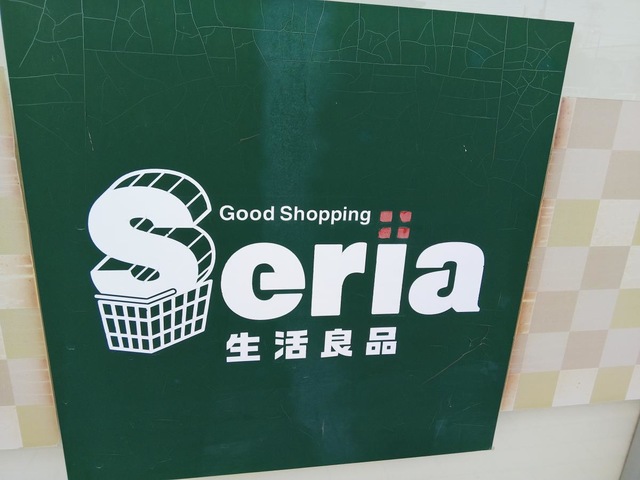 Good Shopping
Seria
生活良品